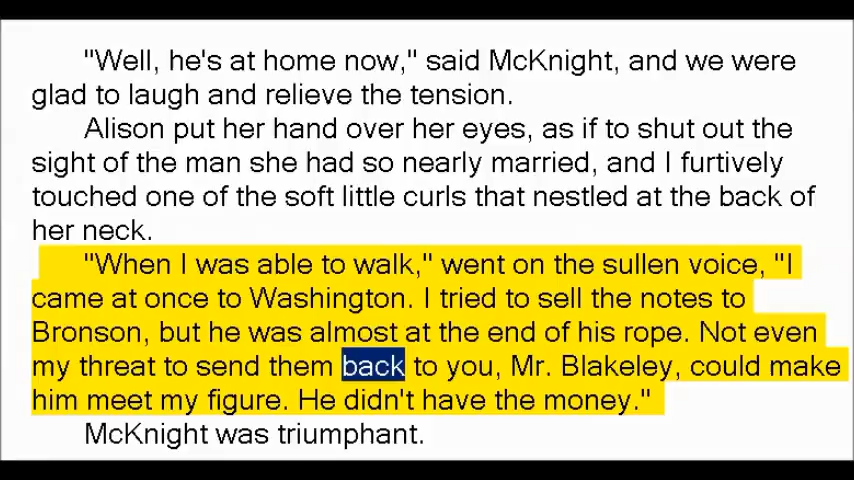 "Well, he's at home now," said McKnight, and we were
glad to laugh and relieve the tension.
Alison put her hand over her eyes, as if to shut out the
sight of the man she had so nearly married, and I furtively
touched one of the soft little curls that nestled at the back of
her neck.
"When I was able to walk," went on the sullen voice, "I
came at once to Washington. I tried to sell the notes to
Bronson, but he was almost at the end of his rope. Not even
my threat to send them back to you, Mr. Blakeley, could make
him meet my figure. He didn't have the money."
McKnight was triumphant.